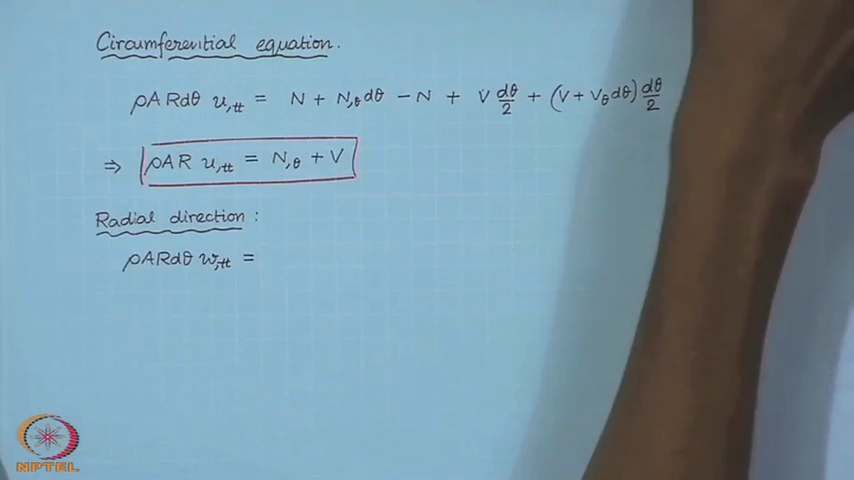 Circumferential equation.
ρARdθ u,tt = N + N,θ dθ - N + V dθ/2 + (V + Vθ dθ) dθ/2
⇒ ρAR u,tt = N,θ + V
Radial direction :
ρARdθ w,tt =
NPTEL